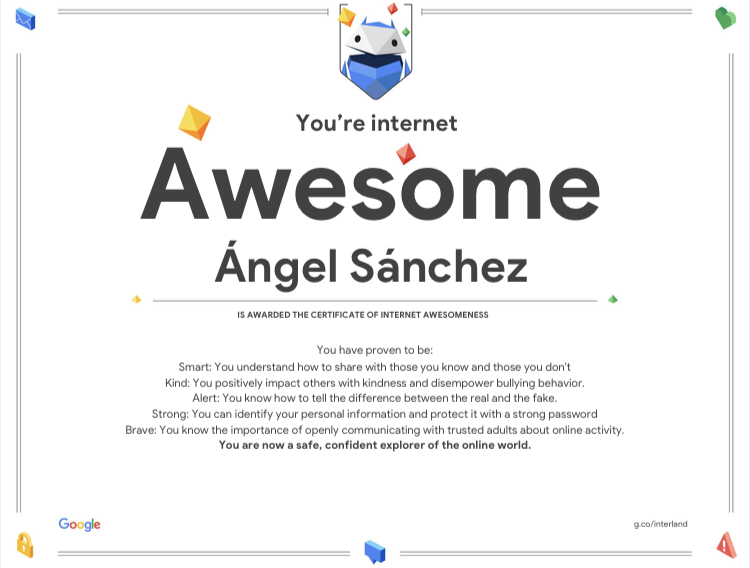 You’re internet
Awesome
Ángel Sánchez
IS AWARDED THE CERTIFICATE OF INTERNET AWESOMENESS
You have proven to be:
Smart: You understand how to share with those you know and those you don't
Kind: You positively impact others with kindness and disempower bullying behavior.
Alert: You know how to tell the difference between the real and the fake.
Strong: You can identify your personal information and protect it with a strong password
Brave: You know the importance of openly communicating with trusted adults about online activity.
You are now a safe, confident explorer of the online world.
Google
g.co/interland